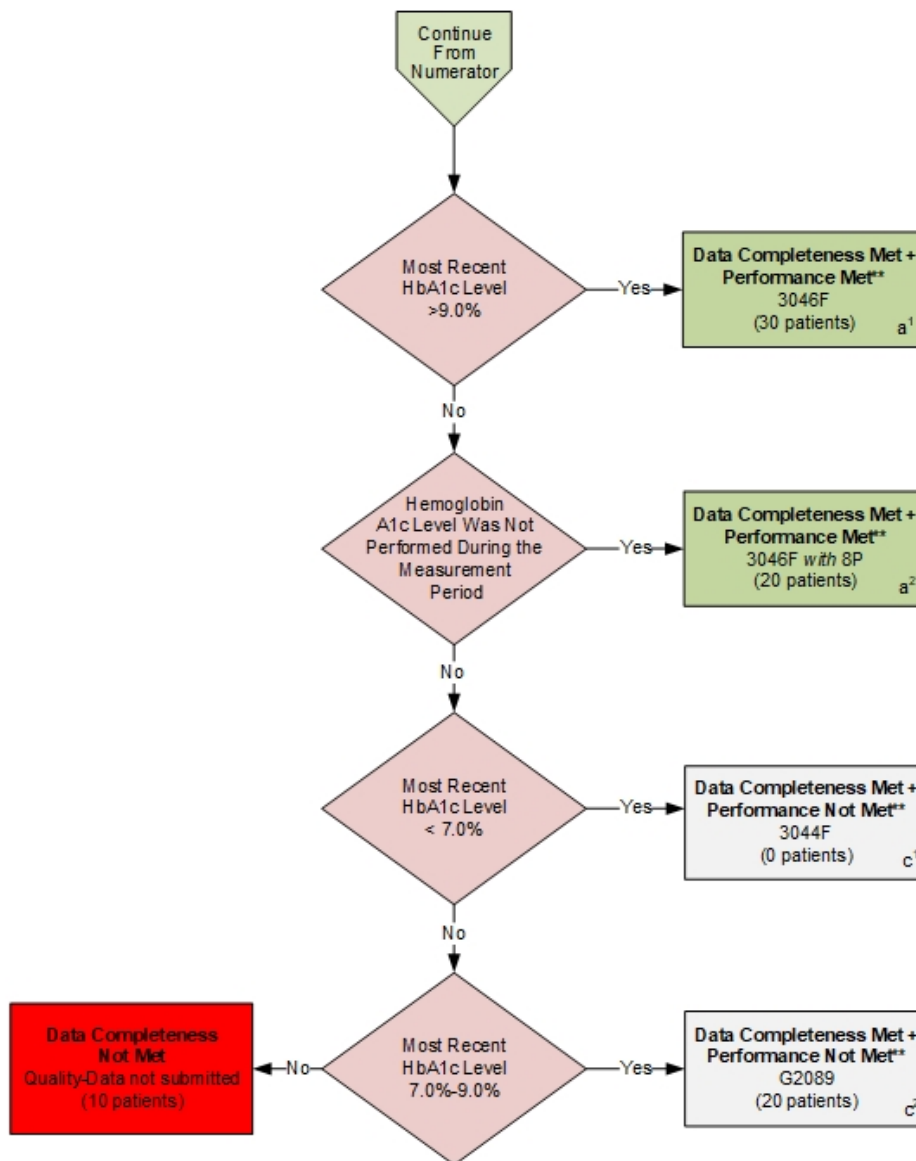 Continue
From
Numerator
Most Recent
HbA1c Level
>9.0%
Yes
Data Completeness Met +
Performance Met**
3046F
(30 patients)
a¹
No
Hemoglobin
A1c Level Was Not
Performed During the
Measurement
Period
Yes
Data Completeness Met +
Performance Met**
3046F with 8P
(20 patients)
a²
No
Most Recent
HbA1c Level
< 7.0%
Yes
Data Completeness Met +
Performance Not Met**
3044F
(0 patients)
c¹
No
Most Recent
HbA1c Level
7.0%-9.0%
Yes
Data Completeness Met +
Performance Not Met**
G2089
(20 patients)
c²
No
Data Completeness
Not Met
Quality-Data not submitted
(10 patients)